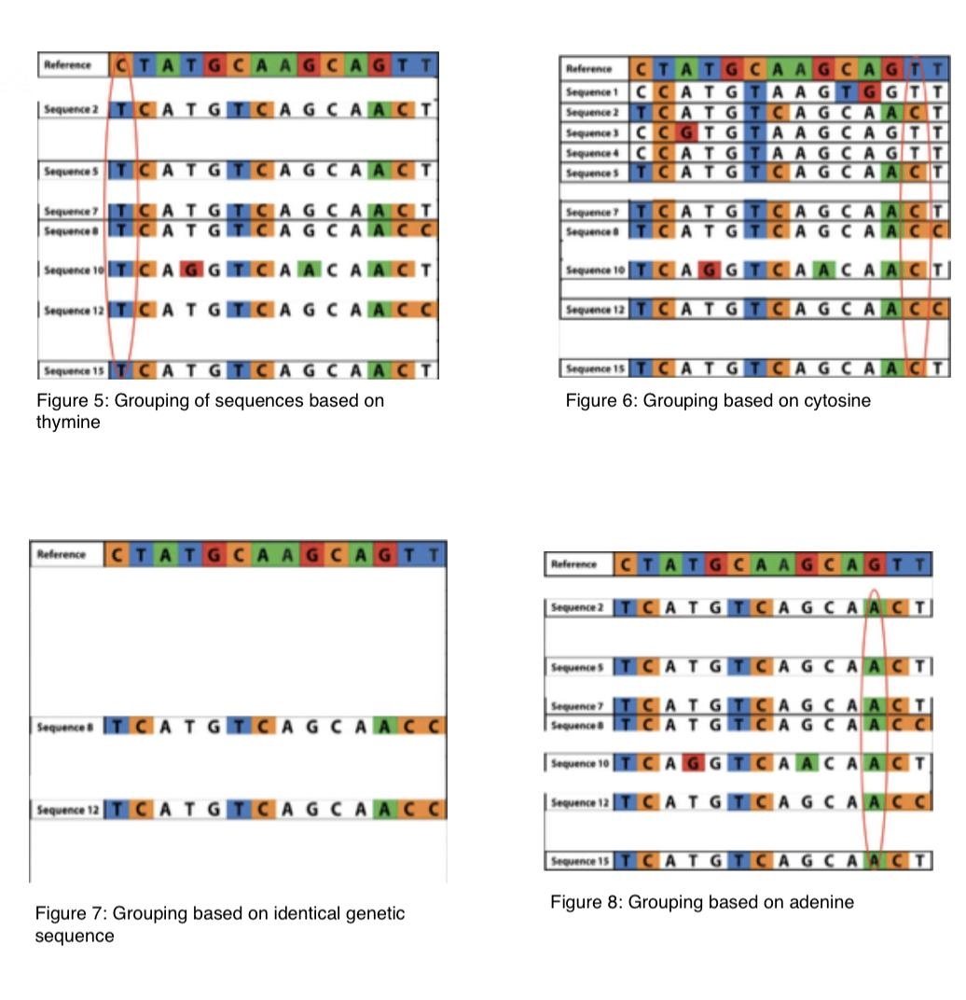 Reference C T A T G C A A G C A G T T
Sequence 2 T C A T G T C A G C A A C T
Sequence 5 T C A T G T C A G C A A C T
Sequence 7 T C A T G T C A G C A A C T
Sequence 8 T C A T G T C A G C A A C C
Sequence 10 T C A G G T C A A C A A C T
Sequence 12 T C A T G T C A G C A A C C
Sequence 15 T C A T G T C A G C A A C T
Figure 5: Grouping of sequences based on
thymine
Reference C T A T G C A A G C A G T T
Sequence 1 C C A T G T A A G T G G T T
Sequence 2 T C A T G T C A G C A A C T
Sequence 3 C C G T G T A A G C A G T T
Sequence 4 C C A T G T A A G C A G T T
Sequence 5 T C A T G T C A G C A A C T
Sequence 7 T C A T G T C A G C A A C T
Sequence 8 T C A T G T C A G C A A C C
Sequence 10 T C A G G T C A A C A A C T
Sequence 12 T C A T G T C A G C A A C C
Sequence 15 T C A T G T C A G C A A C T
Figure 6: Grouping based on cytosine
Reference C T A T G C A A G C A G T T
Sequence 8 T C A T G T C A G C A A C C
Sequence 12 T C A T G T C A G C A A C C
Figure 7: Grouping based on identical genetic
sequence
Reference C T A T G C A A G C A G T T
Sequence 2 T C A T G T C A G C A A C T
Sequence 5 T C A T G T C A G C A A C T
Sequence 7 T C A T G T C A G C A A C T
Sequence 8 T C A T G T C A G C A A C C
Sequence 10 T C A G G T C A A C A A C T
Sequence 12 T C A T G T C A G C A A C C
Sequence 15 T C A T G T C A G C A A C T
Figure 8: Grouping based on adenine